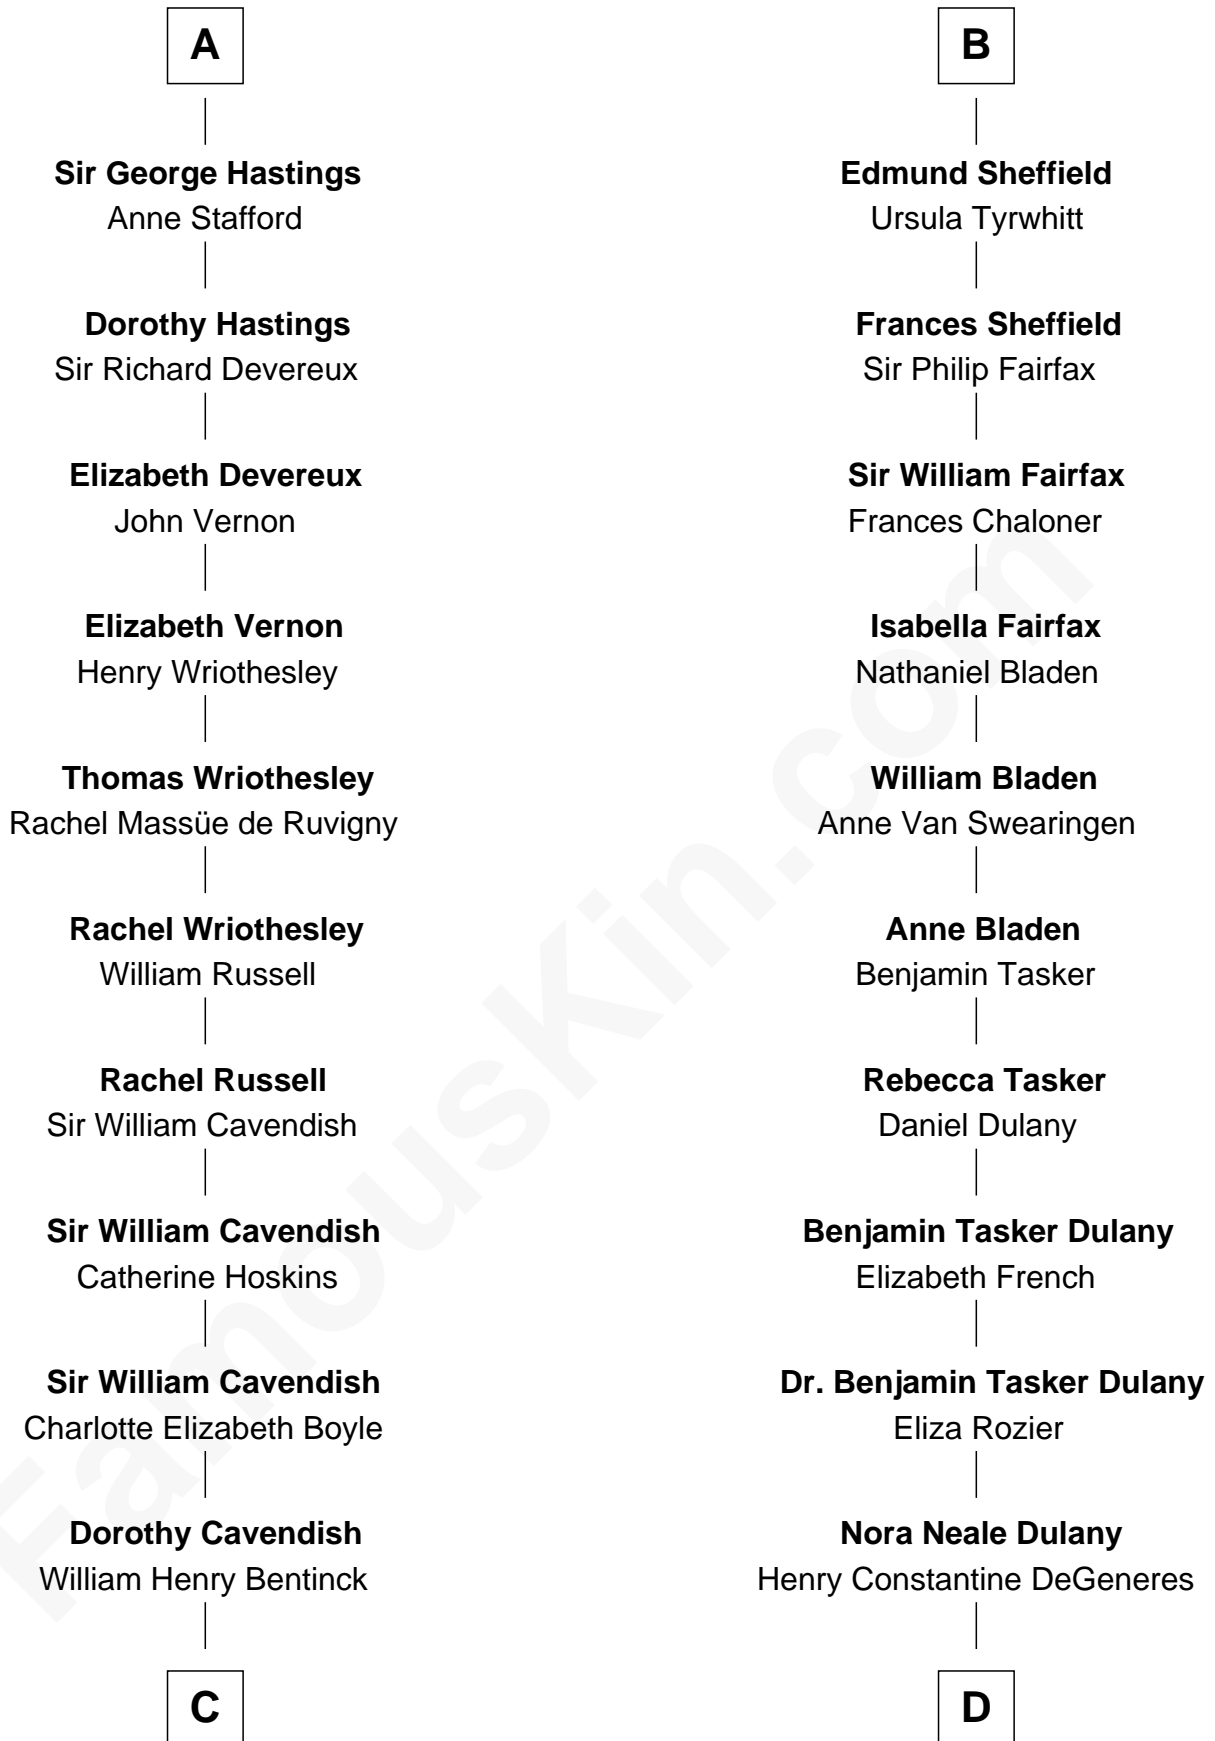 A
Sir George Hastings
Anne Stafford
Dorothy Hastings
Sir Richard Devereux
Elizabeth Devereux
John Vernon
Elizabeth Vernon
Henry Wriothesley
Thomas Wriothesley
Rachel Massüe de Ruvigny
Rachel Wriothesley
William Russell
Rachel Russell
Sir William Cavendish
Sir William Cavendish
Catherine Hoskins
Sir William Cavendish
Charlotte Elizabeth Boyle
Dorothy Cavendish
William Henry Bentinck
C
B
Edmund Sheffield
Ursula Tyrwhitt
Frances Sheffield
Sir Philip Fairfax
Sir William Fairfax
Frances Chaloner
Isabella Fairfax
Nathaniel Bladen
William Bladen
Anne Van Swearingen
Anne Bladen
Benjamin Tasker
Rebecca Tasker
Daniel Dulany
Benjamin Tasker Dulany
Elizabeth French
Dr. Benjamin Tasker Dulany
Eliza Rozier
Nora Neale Dulany
Henry Constantine DeGeneres
D
FamousKin.com